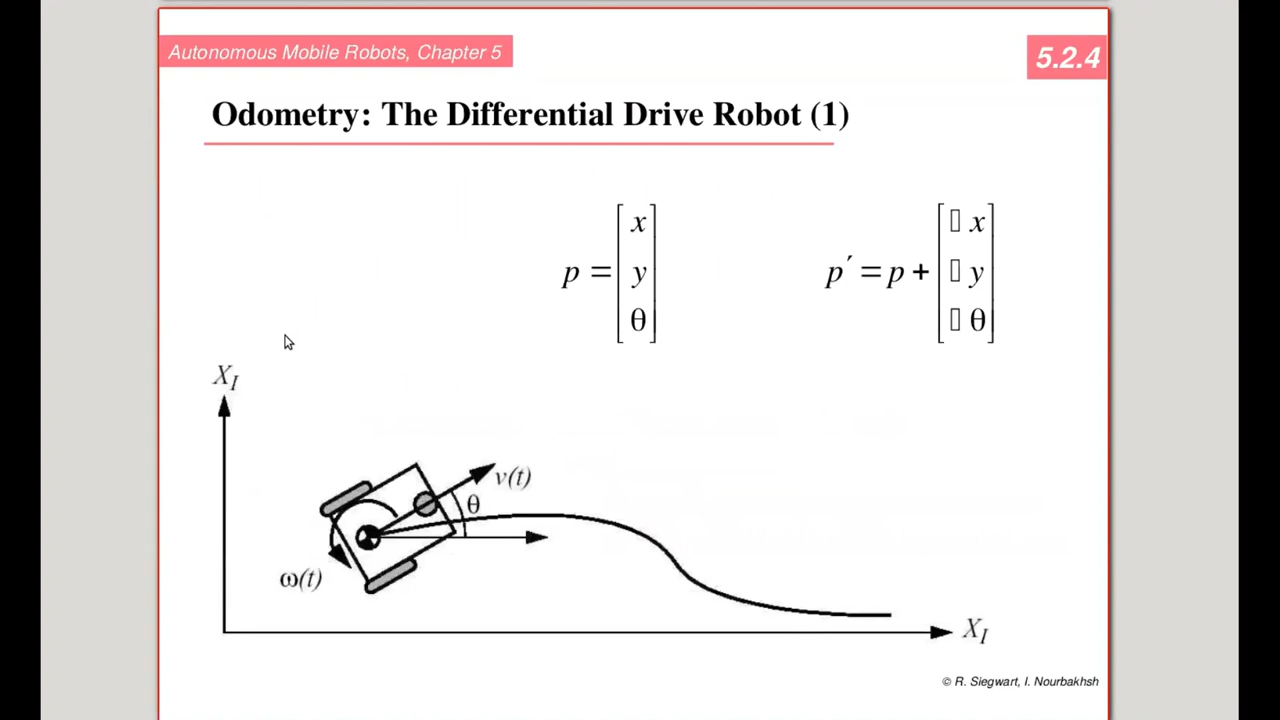 Autonomous Mobile Robots, Chapter 5
5.2.4
Odometry: The Differential Drive Robot (1)
p = [x y θ]
p′ = p + [▯ x ▯ y ▯ θ]
X_I
v(t)
θ
ω(t)
X_I
© R. Siegwart, I. Nourbakhsh